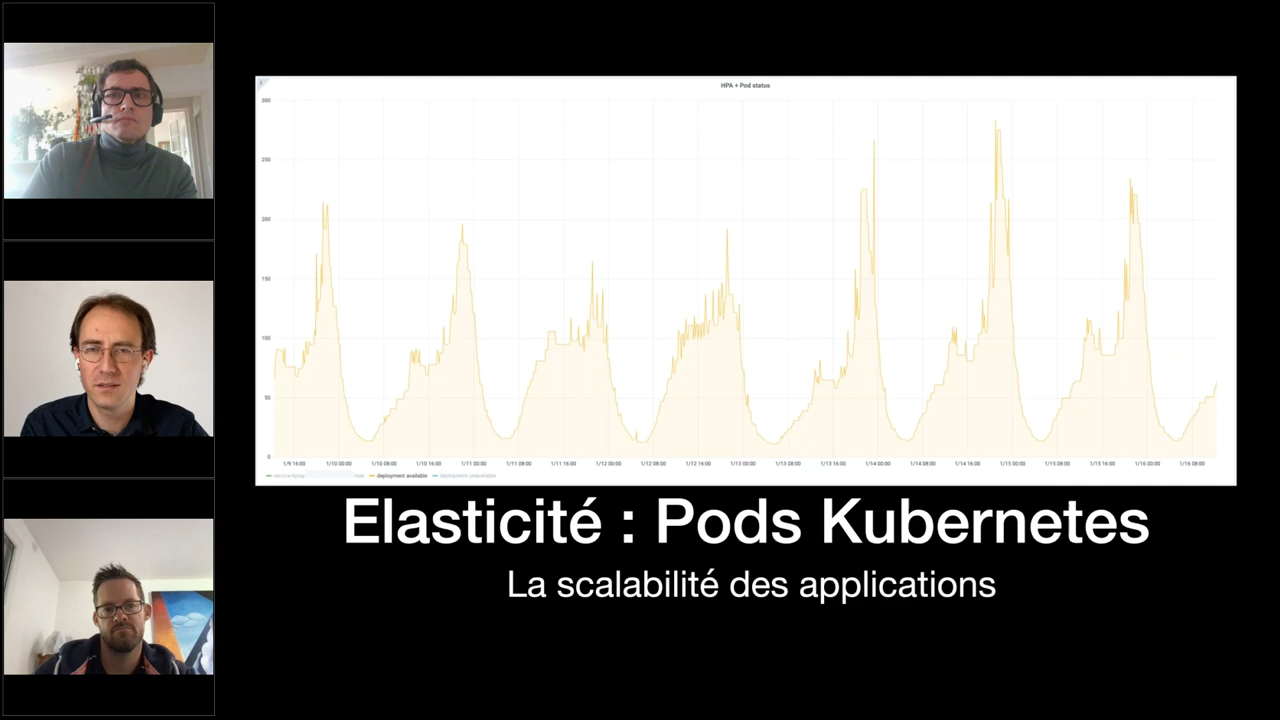 HPA + Pod status
300
250
200
150
100
50
0
1/9 16:00 1/10 00:00 1/10 08:00 1/10 16:00 1/11 00:00 1/11 08:00 1/11 16:00 1/12 00:00 1/12 08:00 1/12 16:00 1/13 00:00 1/13 08:00 1/13 16:00 1/14 00:00 1/14 08:00 1/14 16:00 1/15 00:00 1/15 08:00 1/15 16:00 1/16 00:00 1/16 08:00
max deployment available deployment unavailable
Elasticité : Pods Kubernetes
La scalabilité des applications